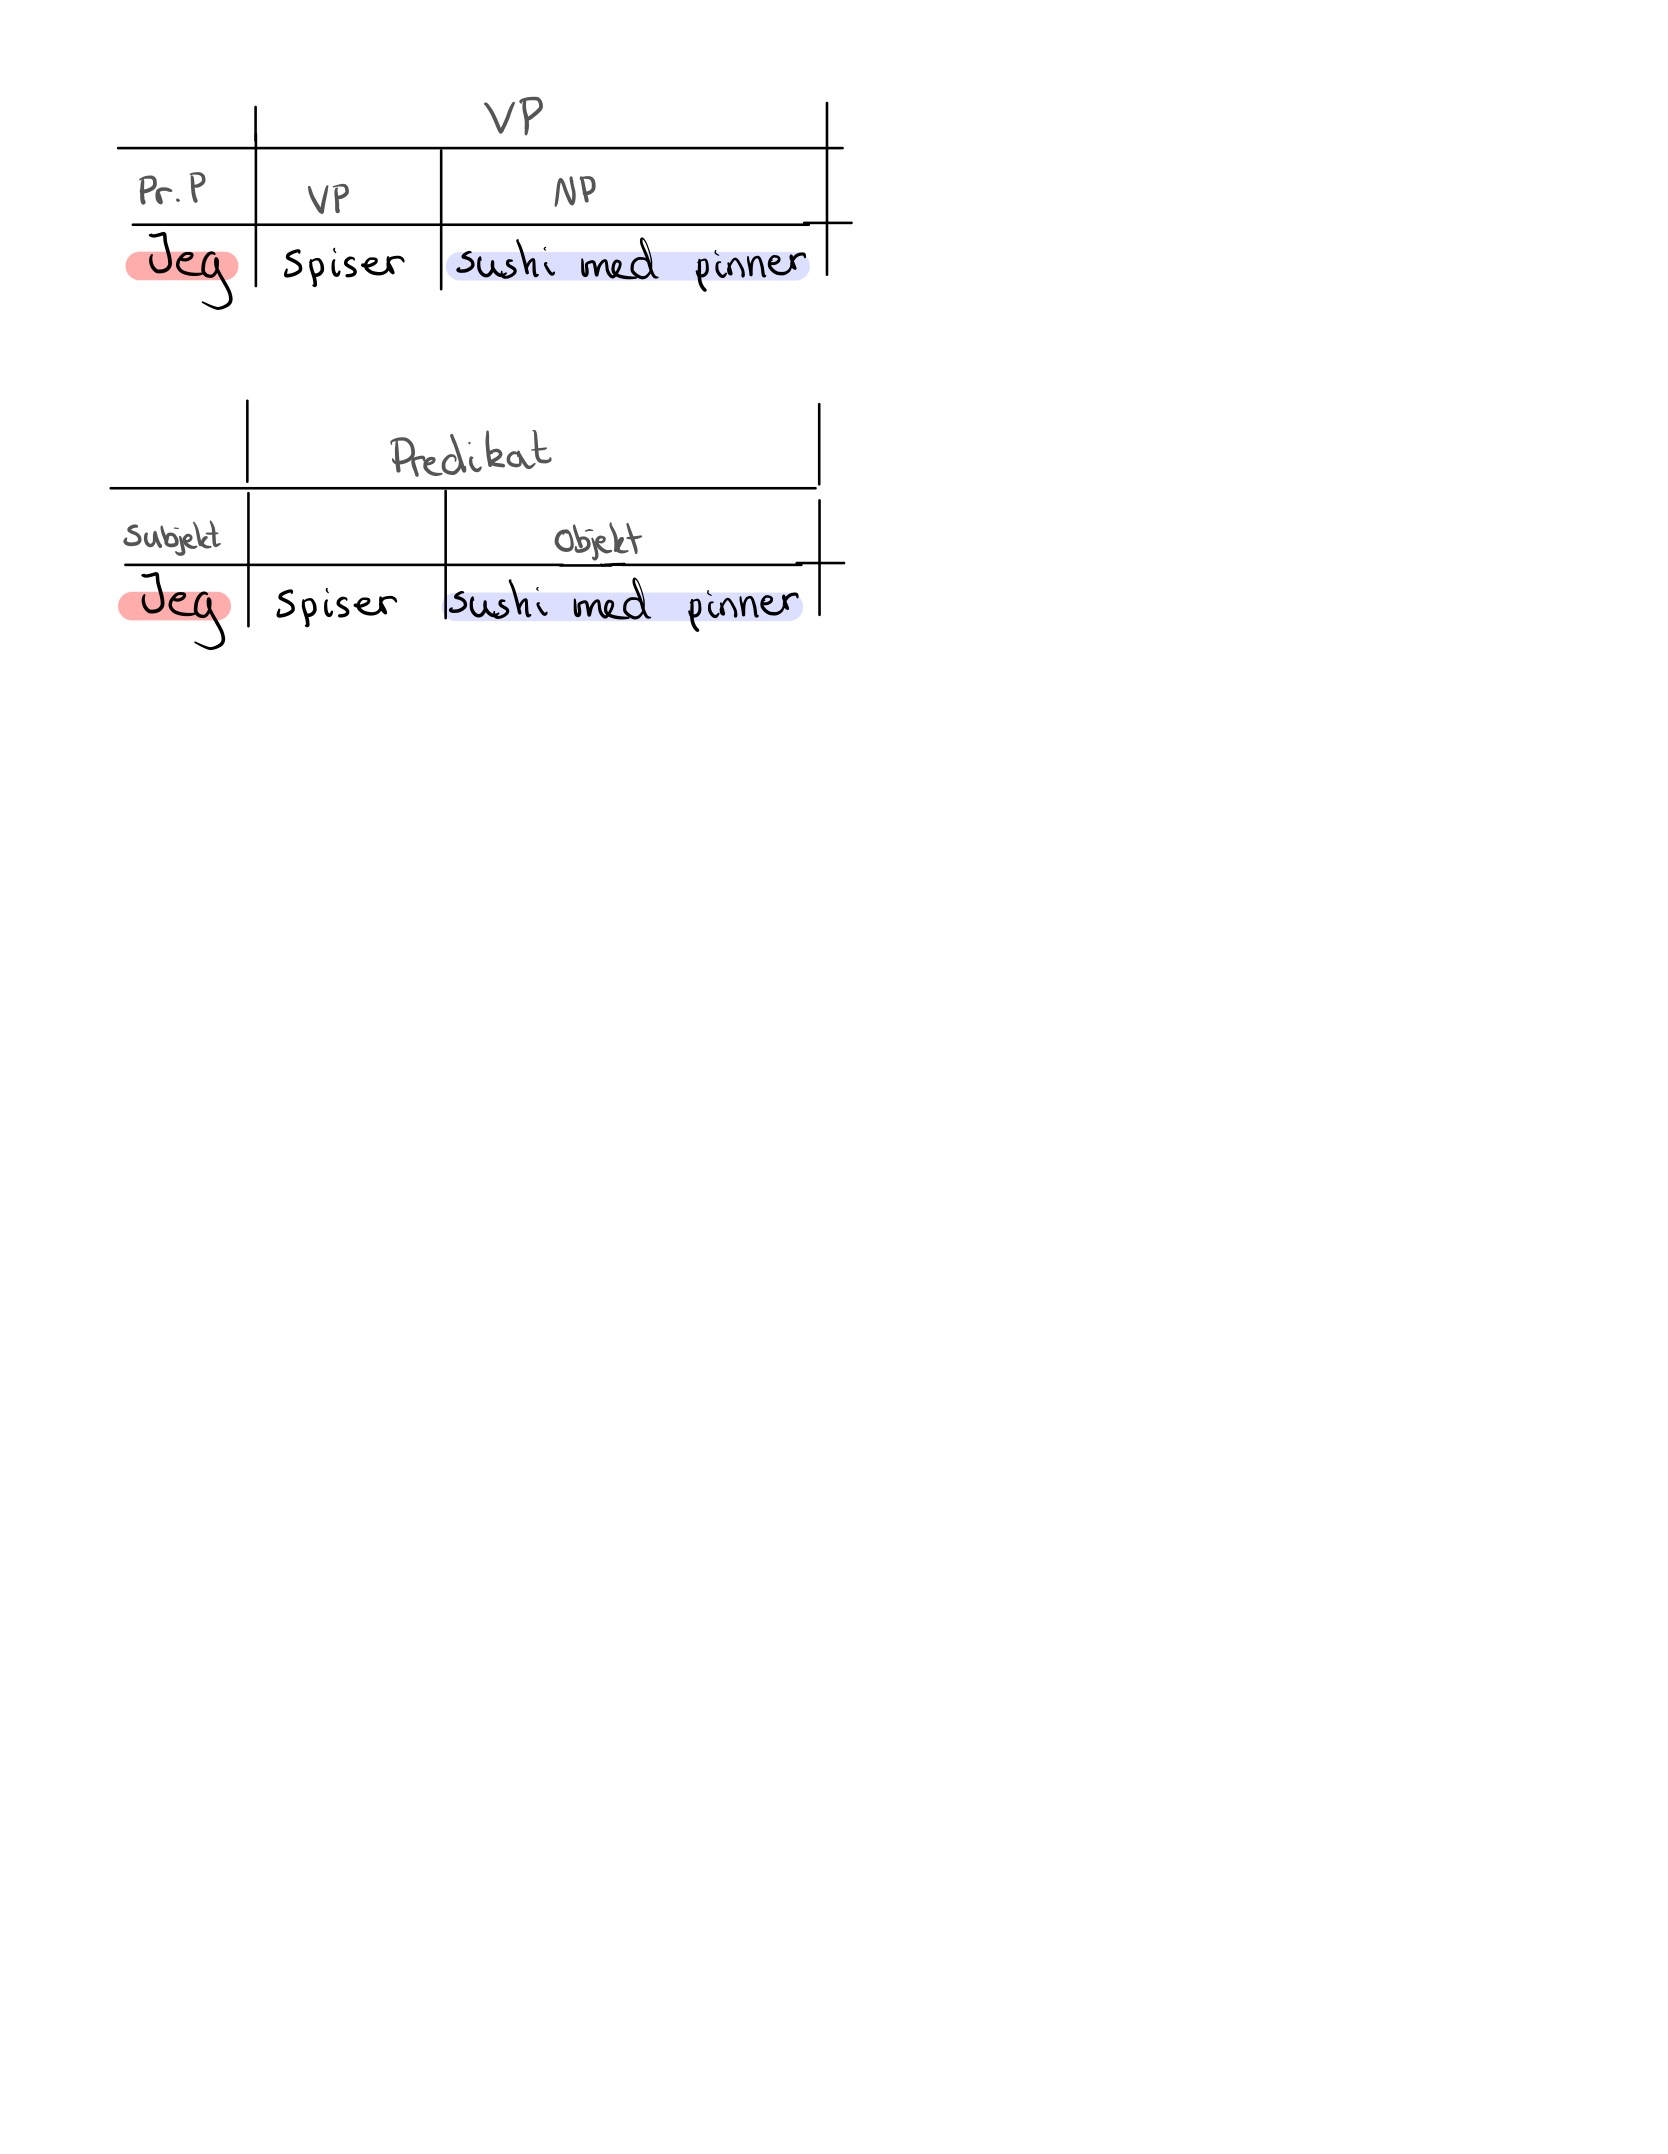 VP
Pr. P VP NP
Jeg spiser sushi med pinner
Predikat
Subjekt Objekt
Jeg spiser sushi med pinner